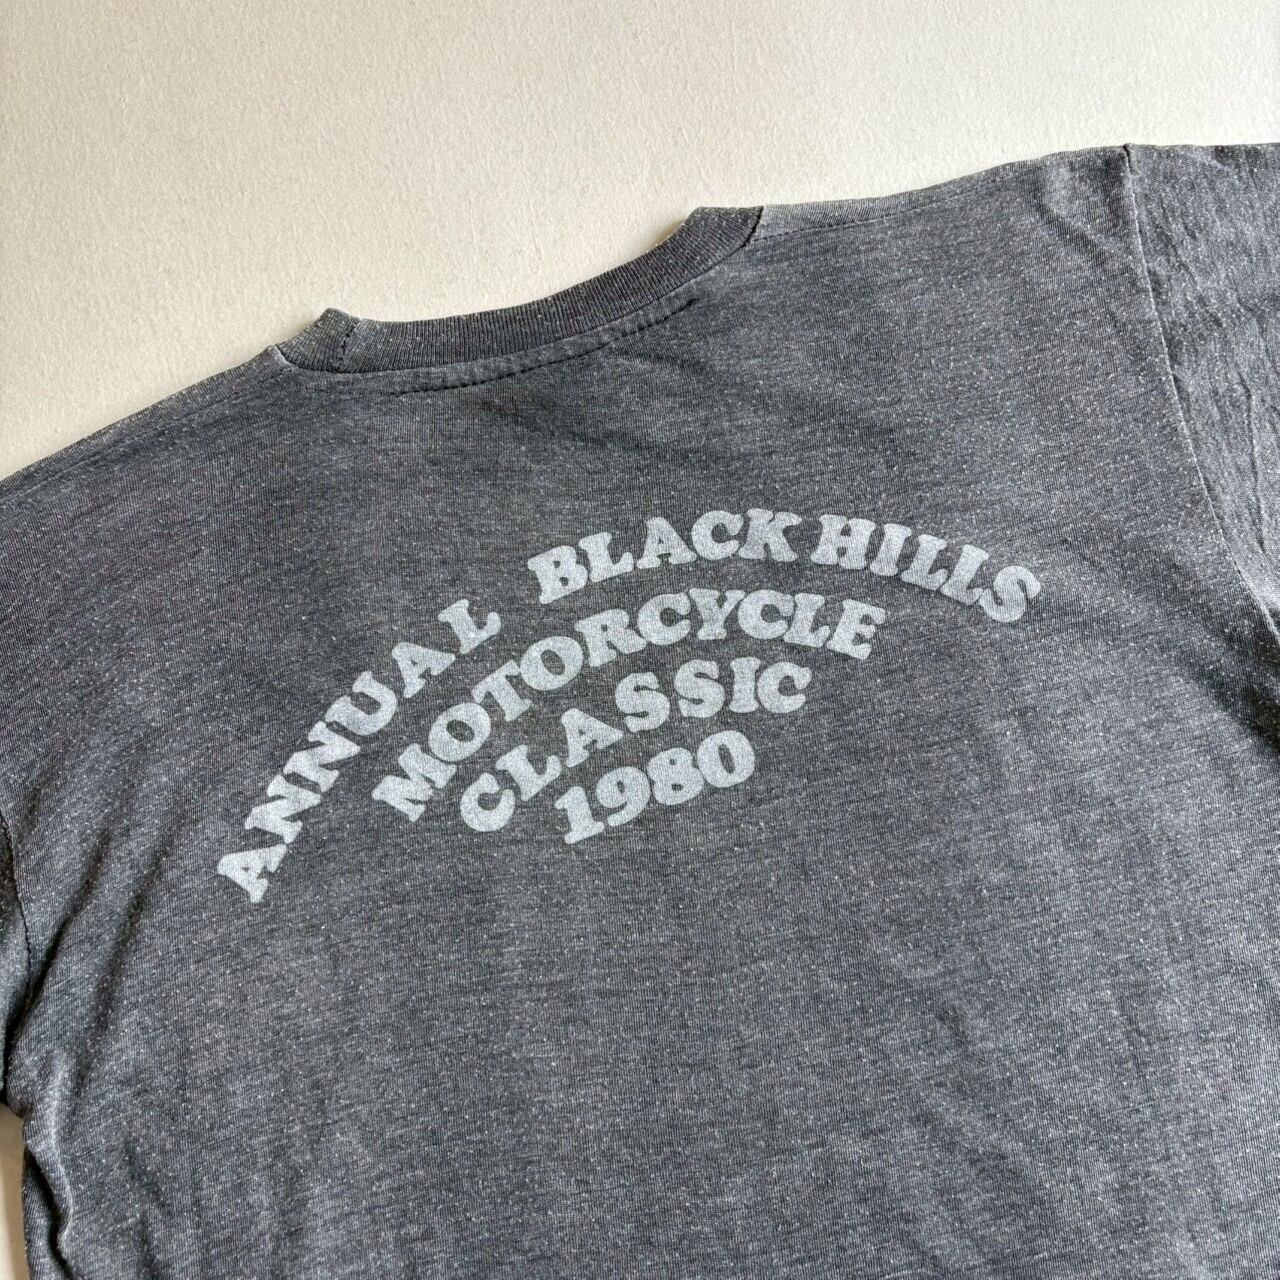 ANNUAL BLACK HILLS
MOTORCYCLE
CLASSIC
1980